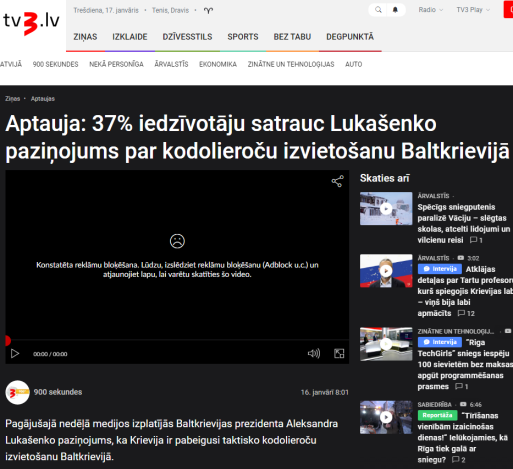 tv3.lv
Trešdiena, 17. janvāris • Tenis, Dravis •
Radio
TV3 Play
ZIŅAS
IZKLAIDE
DZĪVESSTILS
SPORTS
BEZ TABU
DEGPUNKTĀ
ATVIJĀ
900 SEKUNDES
NEKĀ PERSONĪGA
ĀRVALSTĪS
EKONOMIKA
ZINĀTNE UN TEHNOLOĢIJAS
AUTO
Ziņas • Aptaujas
Aptauja: 37% iedzīvotāju satrauc Lukašenko
paziņojums par kodolieroču izvietošanu Baltkrievijā
Konstatēta reklāmu bloķēšana. Lūdzu, izslēdziet reklāmu bloķēšanu (Adblock u.c.) un
atjaunojiet lapu, lai varētu skatīties šo video.
00:00 / 00:00
900 sekundes
16. janvārī 8:01
Pagājušajā nedēļā medijos izplatījās Baltkrievijas prezidenta Aleksandra
Lukašenko paziņojums, ka Krievija ir pabeigusi taktisko kodolieroču
izvietošanu Baltkrievijā.
Skaties arī
ĀRVALSTĪS
Spēcīgs sniegputenis
paralizē Vāciju – slēgtas
skolas, atcelti lidojumi un
vilcienu reisi 1
ĀRVALSTĪS • 3:02
Intervija Atklājas
detaļas par Tartu profesoru
kurš spiegojis Krievijas lab
– viņš bija labi
apmācīts 12
ZINĀTNE UN TEHNOLOĢIJ... •
Intervija "Riga
TechGirls" sniegs iespēju
100 sievietēm bez maksas
apgūt programmēšanas
prasmes 1
SABIEDRĪBA • 6:46
Reportāža "Tīrīšanas
vienībām izaicinošas
dienas!" Ielūkojamies, kā
Rīga tiek galā ar
sniegu? 2